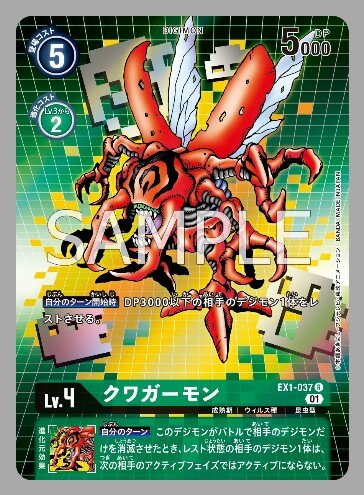 DIGIMON
登場コスト
5
DP
5000
進化コスト
Lv.3から
2
SAMPLE
自分のターン開始時 DP3000以下の相手のデジモン1体をレ
ストさせる。
Lv.4
クワガーモン
EX1-037 R
01
成熟期 | ウィルス種 | 昆虫型
進化元効果
自分のターン このデジモンがバトルで相手のデジモンだ
けを消滅させたとき、レスト状態の相手のデジモン1体は、
次の相手のアクティブフェイズではアクティブにならない。